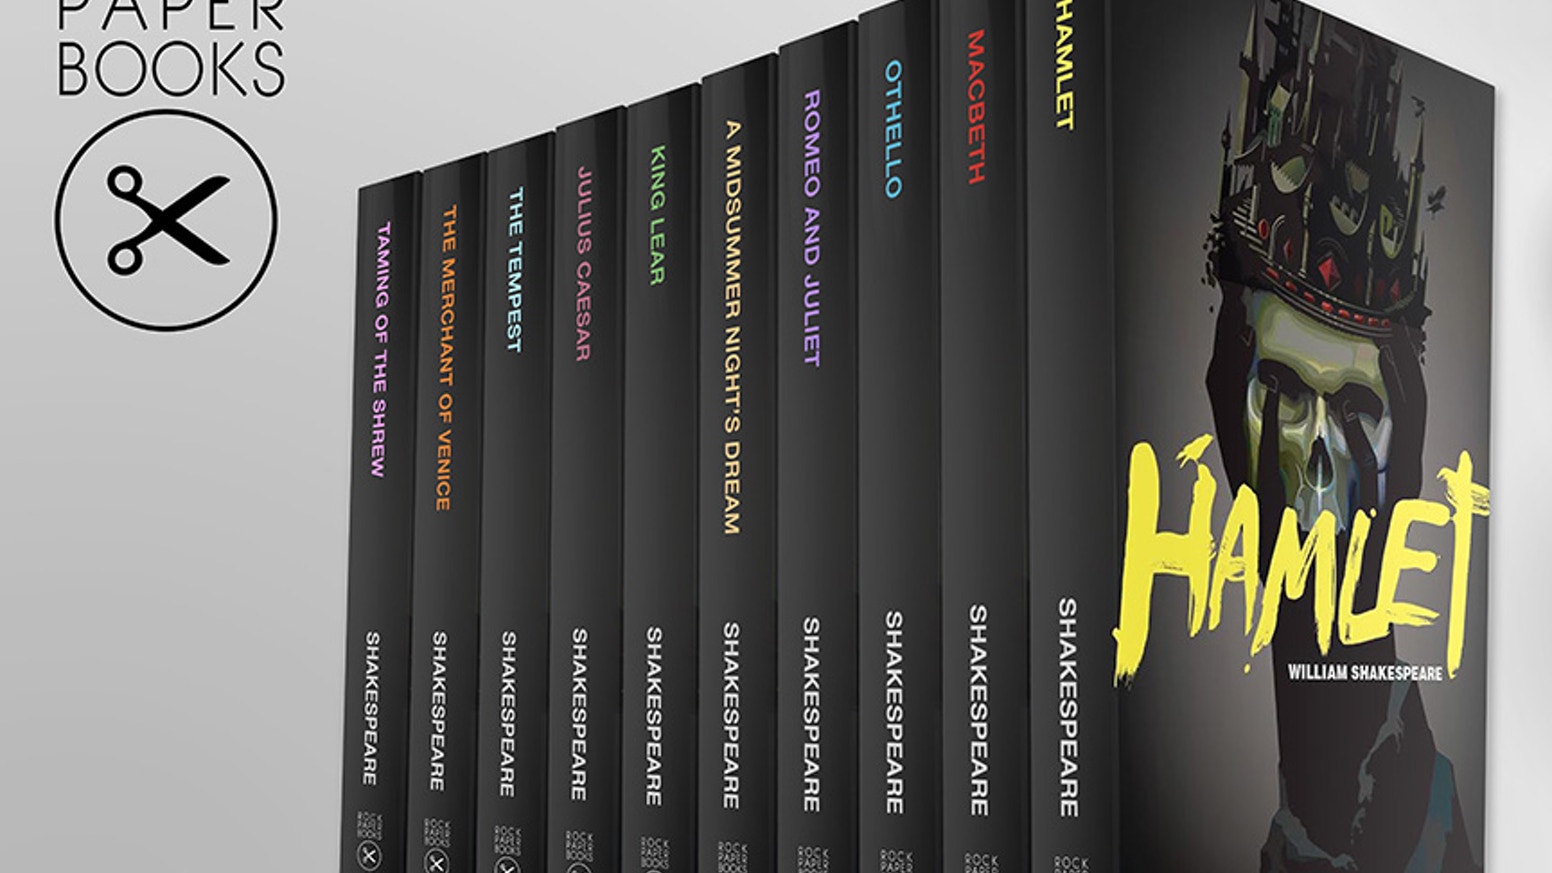 PAPER
BOOKS
TAMING OF THE SHREW
SHAKESPEARE
THE MERCHANT OF VENICE
SHAKESPEARE
THE TEMPEST
SHAKESPEARE
JULIUS CAESAR
SHAKESPEARE
KING LEAR
SHAKESPEARE
A MIDSUMMER NIGHT'S DREAM
SHAKESPEARE
ROMEO AND JULIET
SHAKESPEARE
OTHELLO
SHAKESPEARE
MACBETH
SHAKESPEARE
HAMLET
SHAKESPEARE
ROCK
HAMLET
WILLIAM SHAKESPEARE